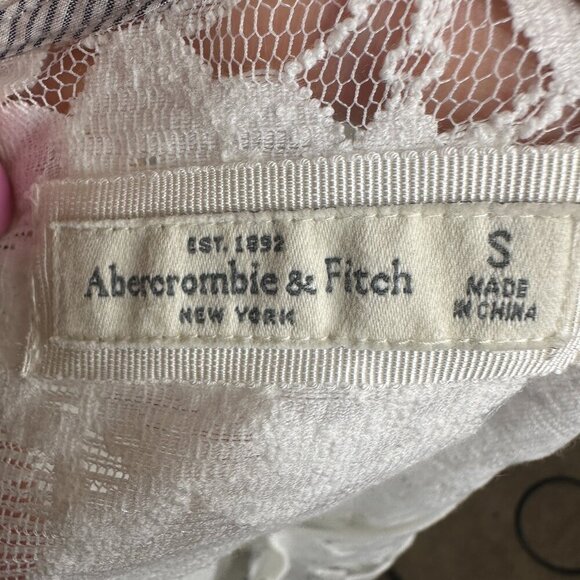 EST. 1892
Abercrombie & Fitch
NEW YORK
S
MADE
IN CHINA